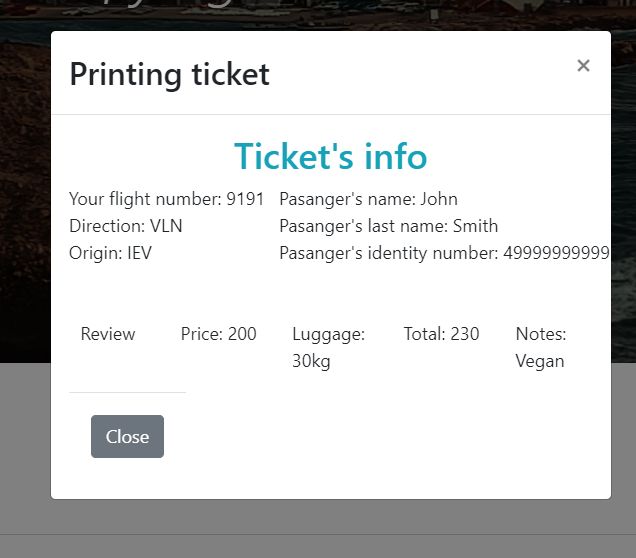 Printing ticket ×
Ticket's info
Your flight number: 9191 Pasanger's name: John
Direction: VLN Pasanger's last name: Smith
Origin: IEV Pasanger's identity number: 49999999999
Review Price: 200 Luggage: Total: 230 Notes:
30kg Vegan
Close